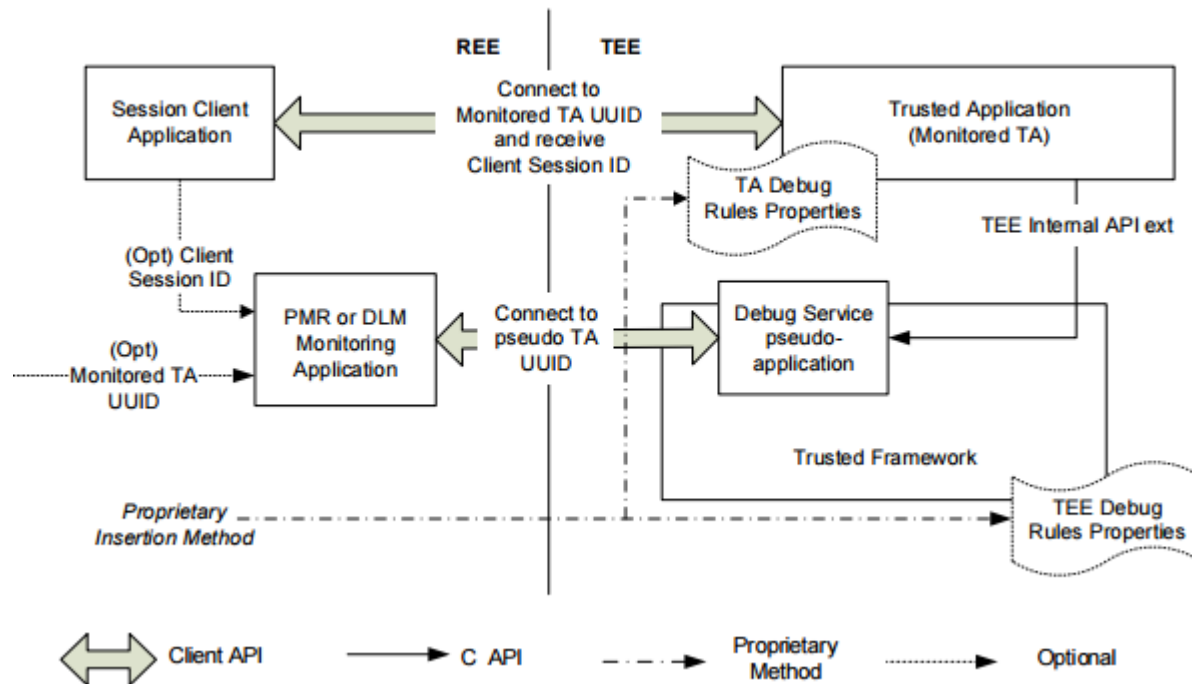 REE
TEE
Session Client
Application
Connect to
Monitored TA UUID
and receive
Client Session ID
Trusted Application
(Monitored TA)
TA Debug
Rules Properties
TEE Internal API ext
(Opt) Client
Session ID
PMR or DLM
Monitoring
Application
Connect to
pseudo TA
UUID
Debug Service
pseudo-
application
(Opt)
Monitored TA
UUID
Trusted Framework
Proprietary
Insertion Method
TEE Debug
Rules Properties
Client API
C API
Proprietary
Method
Optional